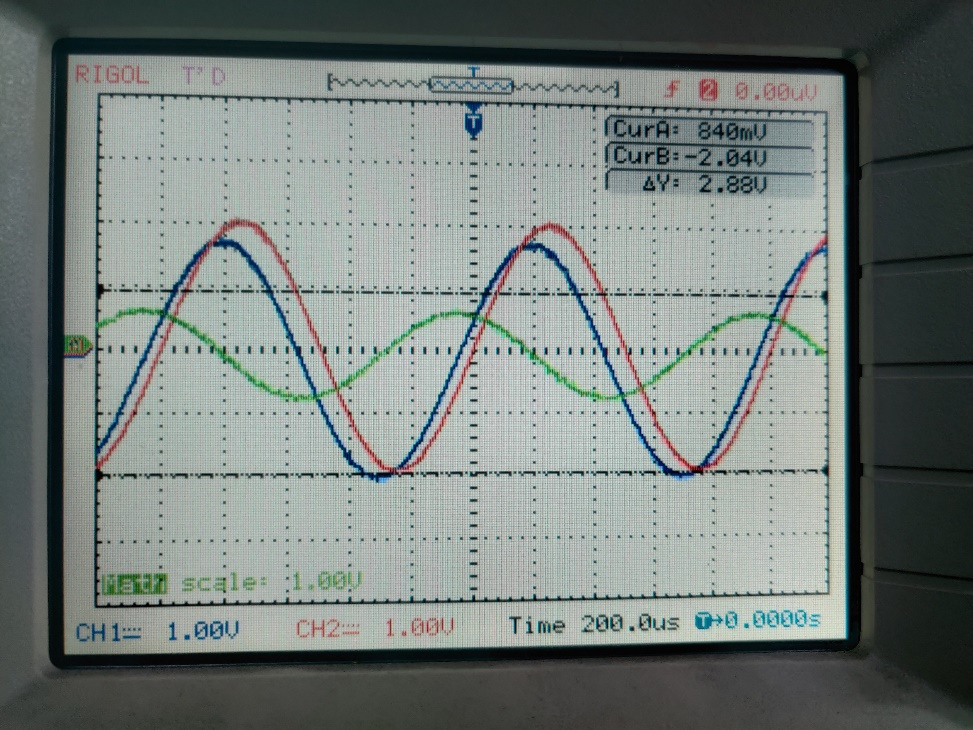 RIGOL T'D T 2 0.00uV
T
CurA: 840mV
CurB:-2.04V
ΔY: 2.88V
Math scale: 1.00V
CH1 1.00V CH2 1.00V Time 200.0us T→0.0000s